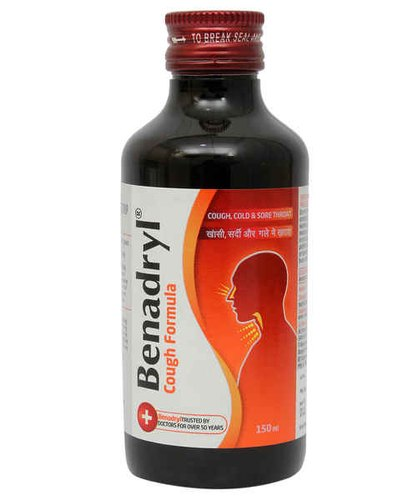 TO BREAK SEAL
Benadryl®
Cough Formula
COUGH, COLD & SORE THROAT
खांसी, सर्दी और गले में
Benadryl TRUSTED BY
DOCTORS FOR OVER 50 YEARS
150 ml